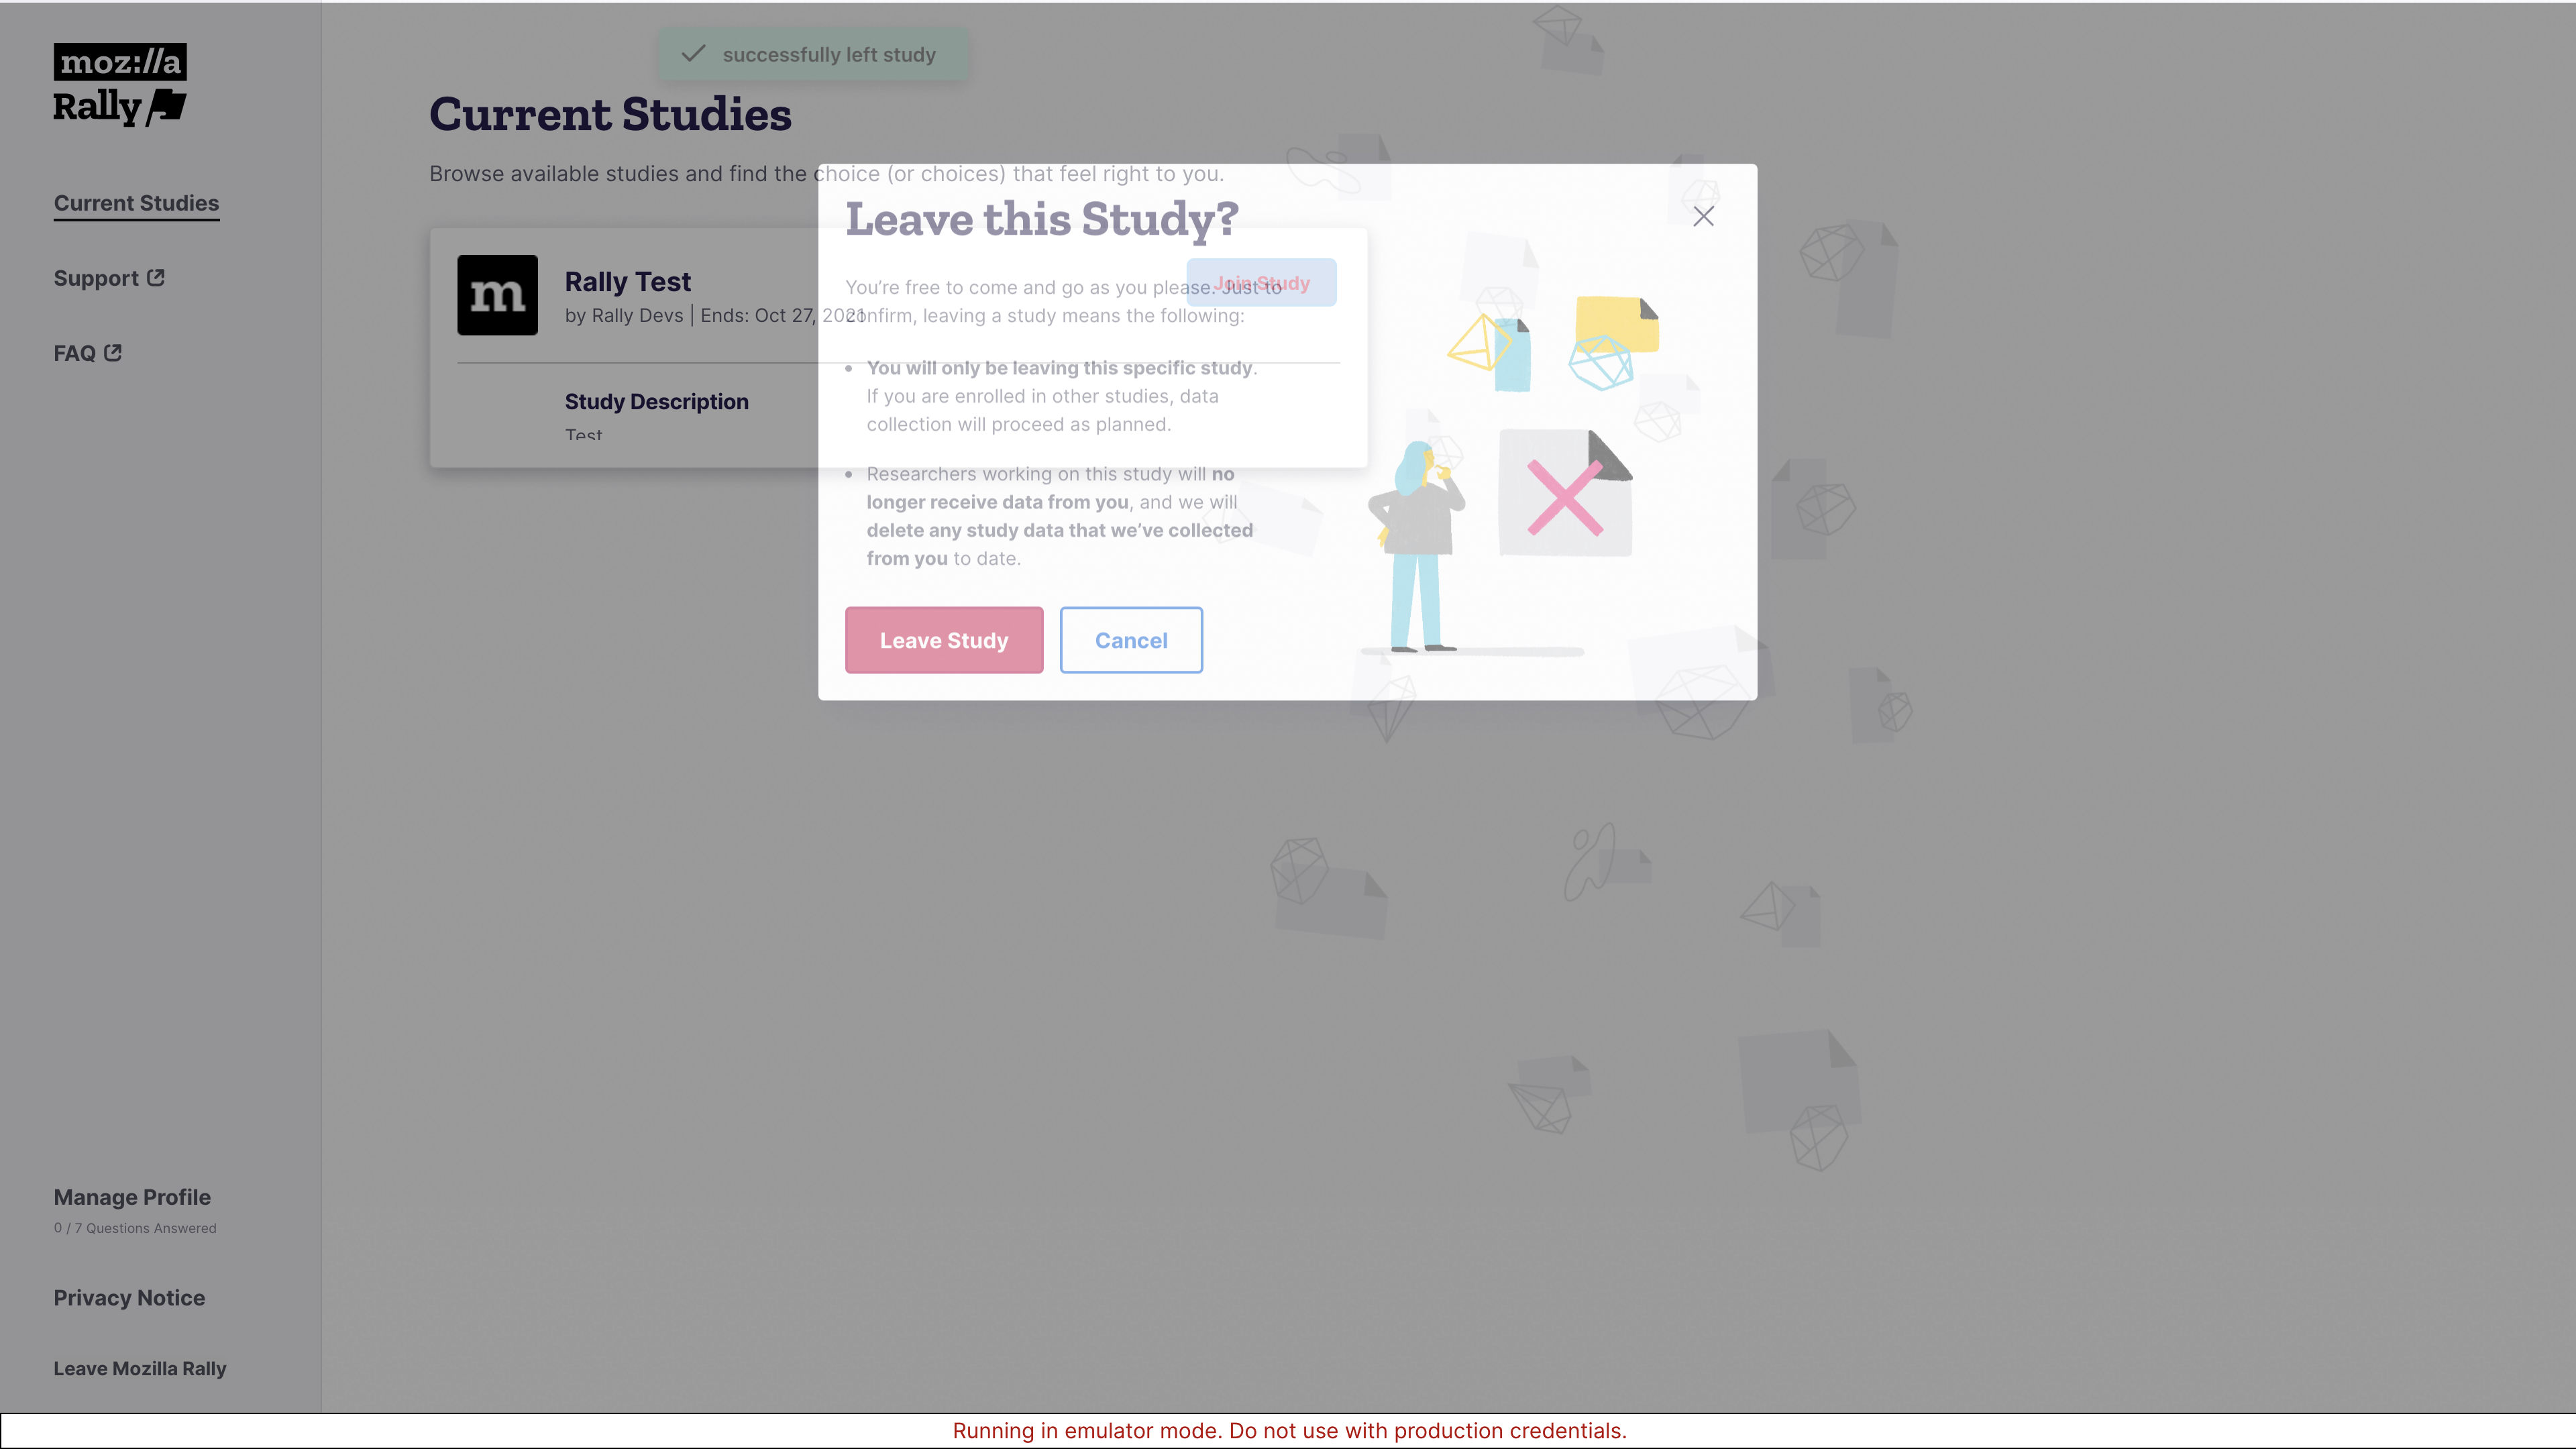 moz://a
Rally
Current Studies
Support
FAQ
Manage Profile
0 / 7 Questions Answered
Privacy Notice
Leave Mozilla Rally
successfully left study
Current Studies
Browse available studies and find the choice (or choices) that feel right to you.
m
Rally Test
by Rally Devs | Ends: Oct 27, 2021
Join Study
Study Description
Test
Leave this Study?
You’re free to come and go as you please. Just to
confirm, leaving a study means the following:
• You will only be leaving this specific study.
If you are enrolled in other studies, data
collection will proceed as planned.
• Researchers working on this study will no
longer receive data from you, and we will
delete any study data that we’ve collected
from you to date.
Leave Study
Cancel
Running in emulator mode. Do not use with production credentials.